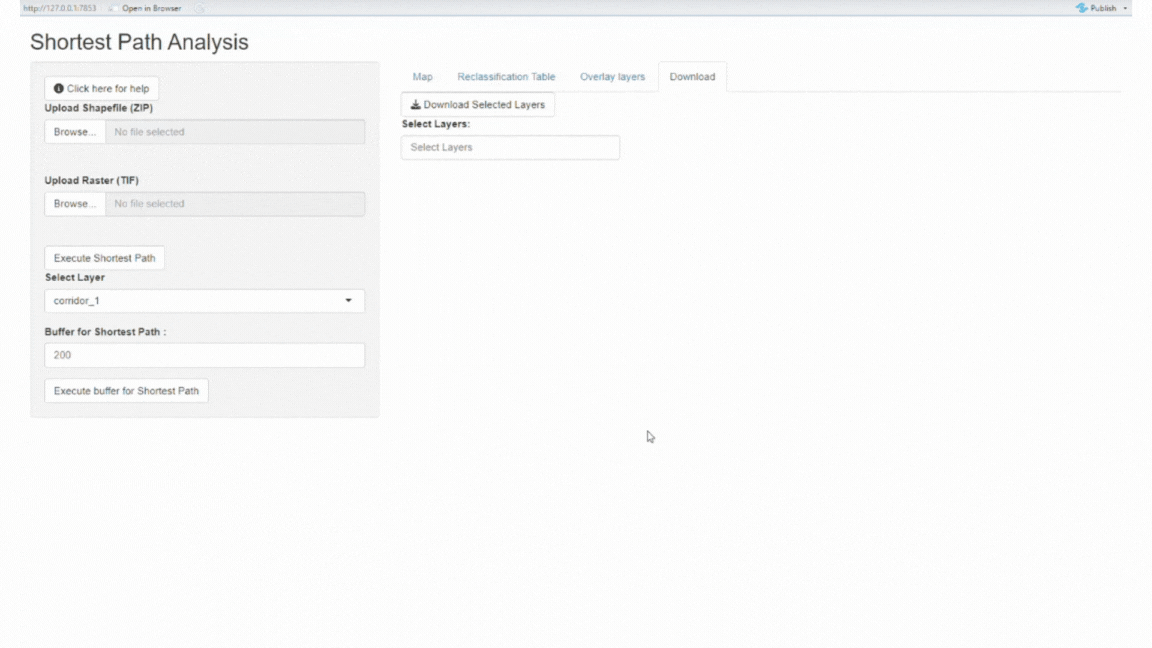 http://127.0.0.1:7853 Open in Browser Publish
Shortest Path Analysis
Click here for help
Upload Shapefile (ZIP)
Browse... No file selected
Upload Raster (TIF)
Browse... No file selected
Execute Shortest Path
Select Layer
corridor_1
Buffer for Shortest Path :
200
Execute buffer for Shortest Path
Map Reclassification Table Overlay layers Download
Download Selected Layers
Select Layers:
Select Layers